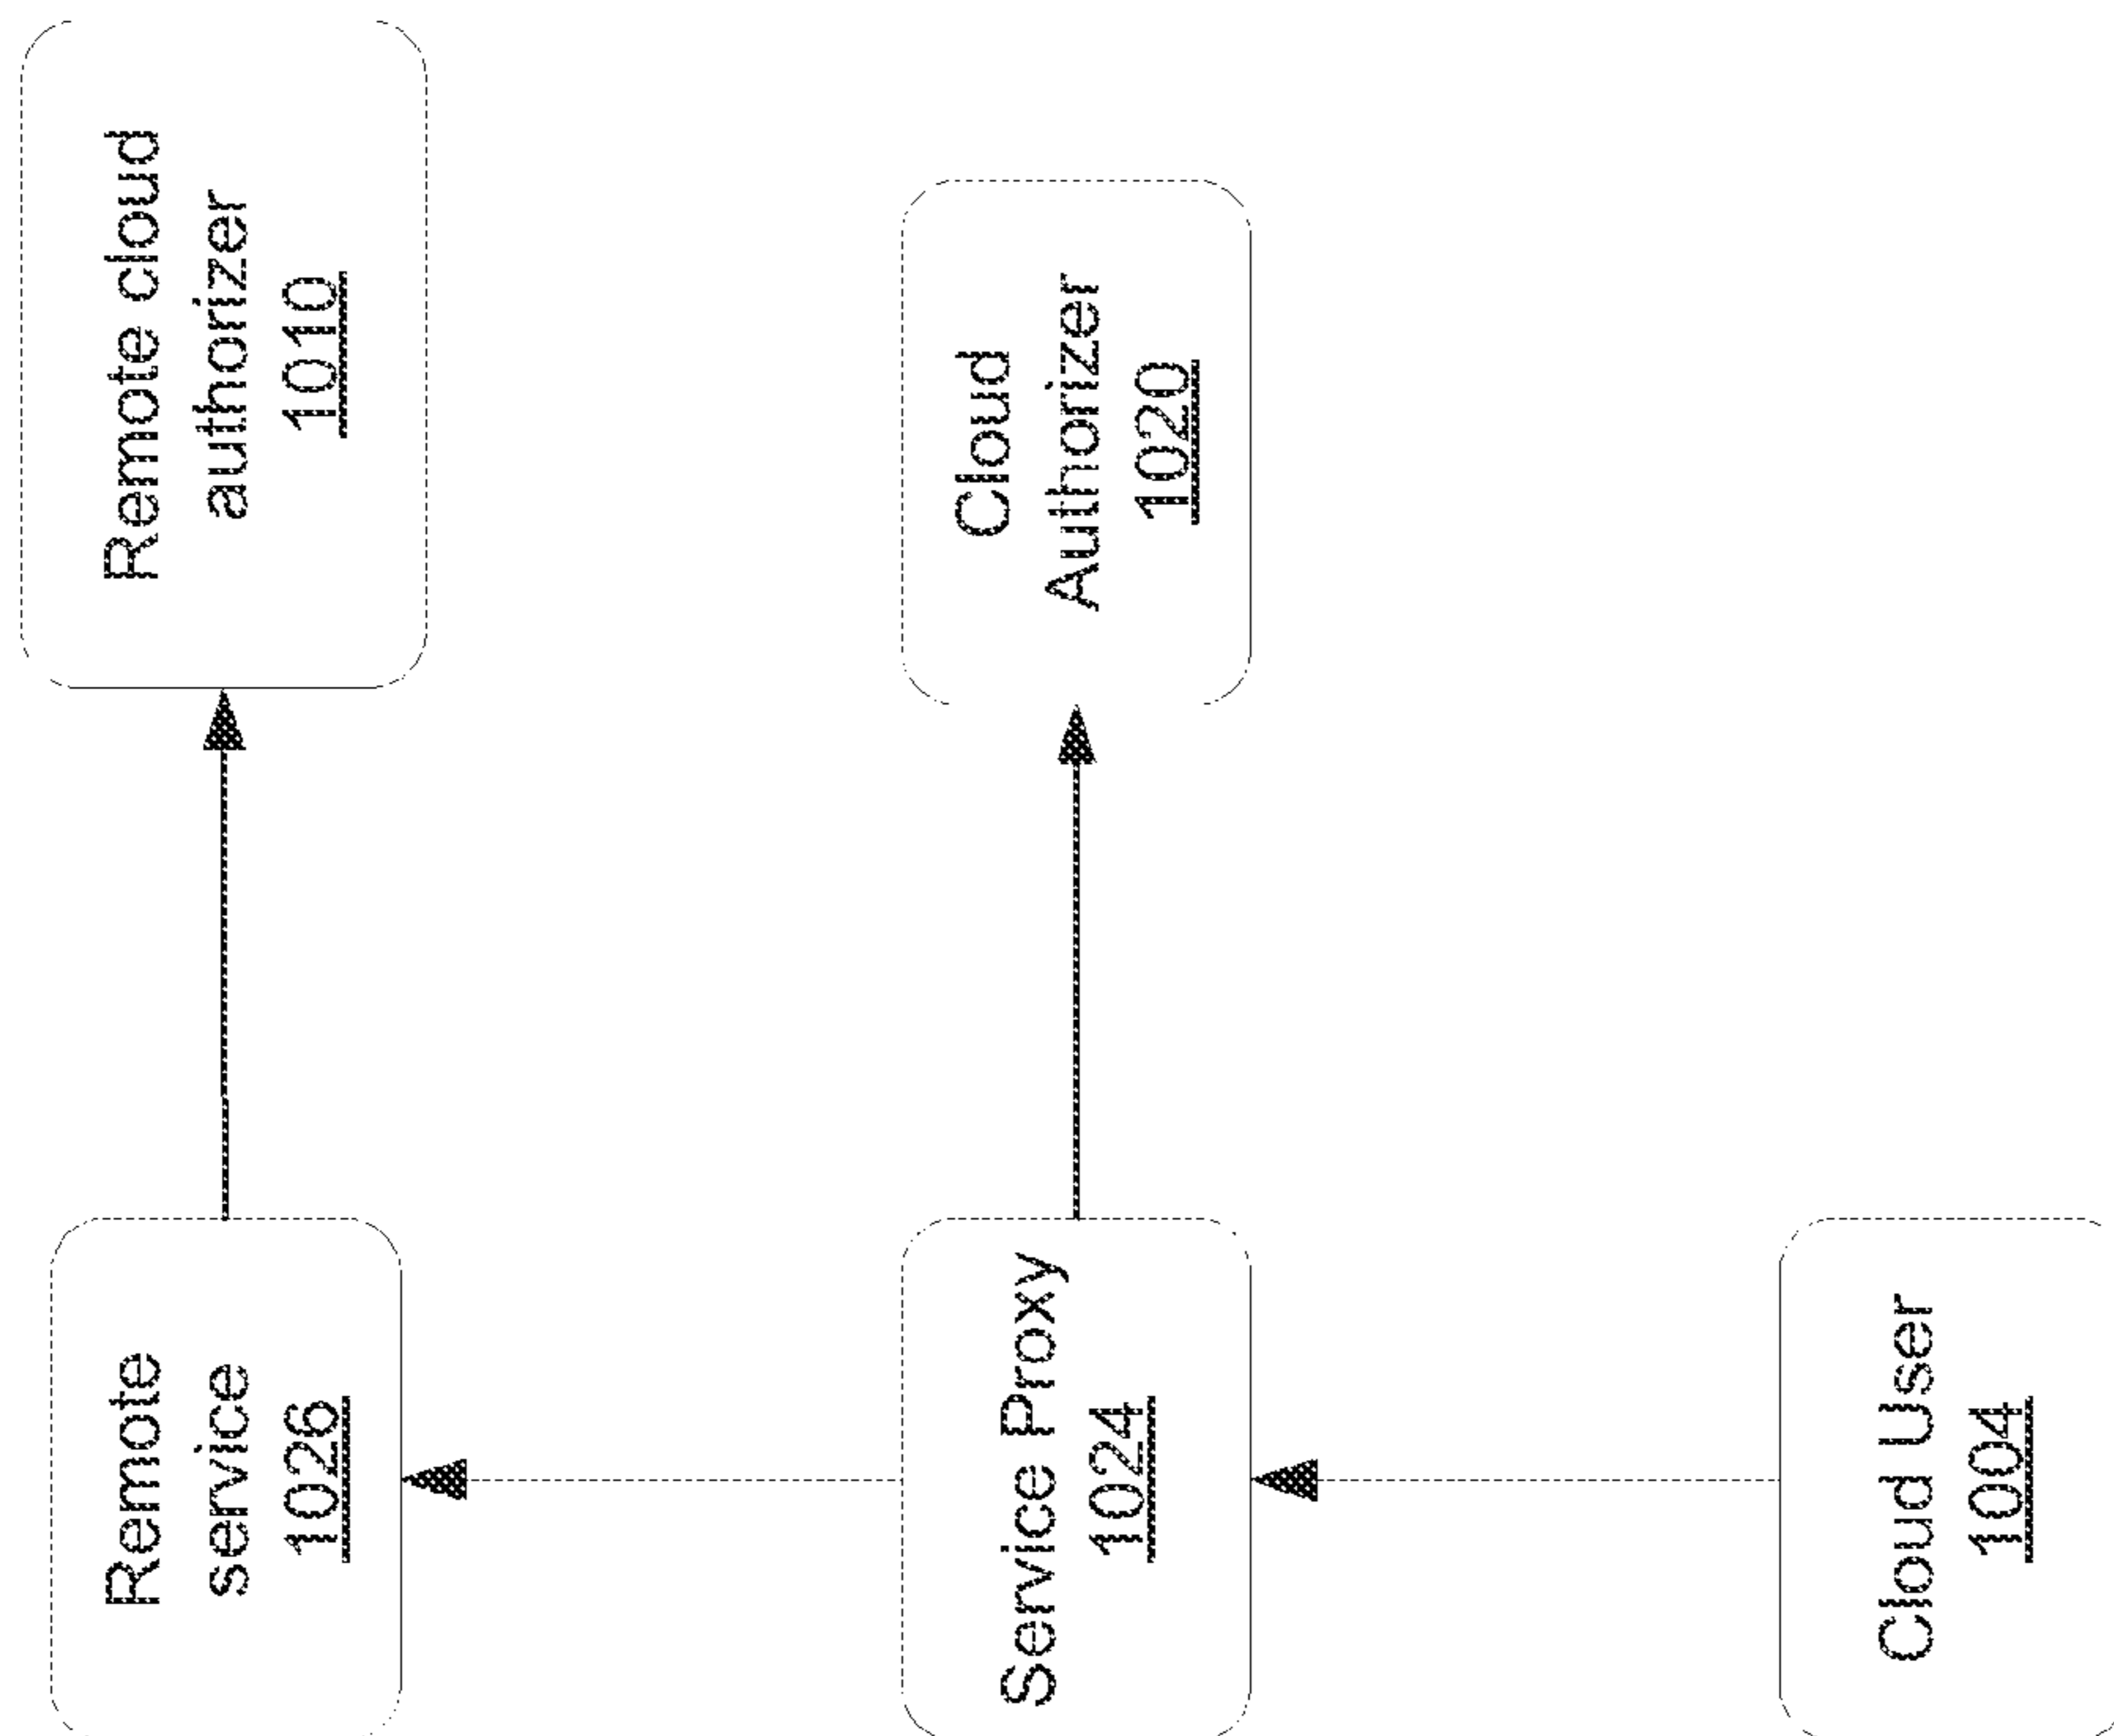 Remote cloud
authorizer
1010
Remote
service
1026
Cloud
Authorizer
1020
Service Proxy
1024
Cloud User
1004